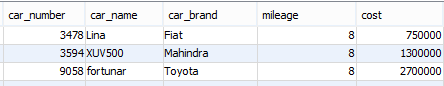 car_number car_name car_brand mileage cost
3478 Lina Fiat 8 750000
3594 XUV500 Mahindra 8 1300000
9058 fortunar Toyota 8 2700000